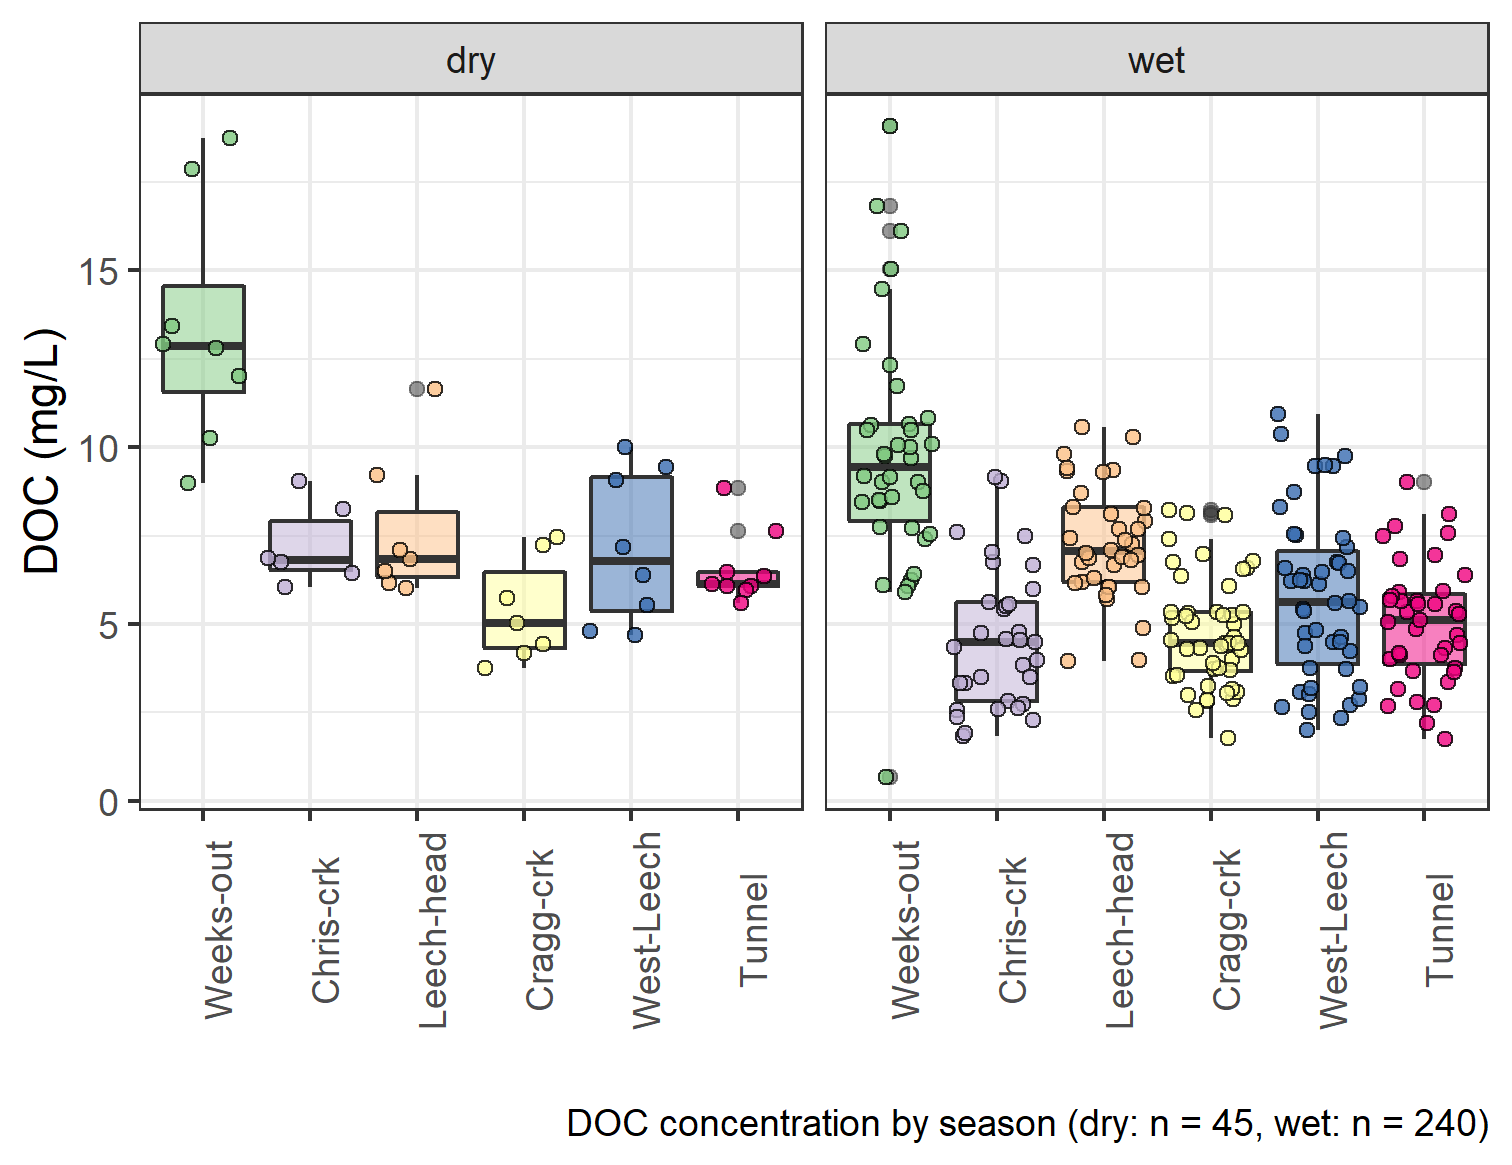 dry
wet
DOC (mg/L)
15
10
5
0
Weeks-out
Chris-crk
Leech-head
Cragg-crk
West-Leech
Tunnel
Weeks-out
Chris-crk
Leech-head
Cragg-crk
West-Leech
Tunnel
DOC concentration by season (dry: n = 45, wet: n = 240)